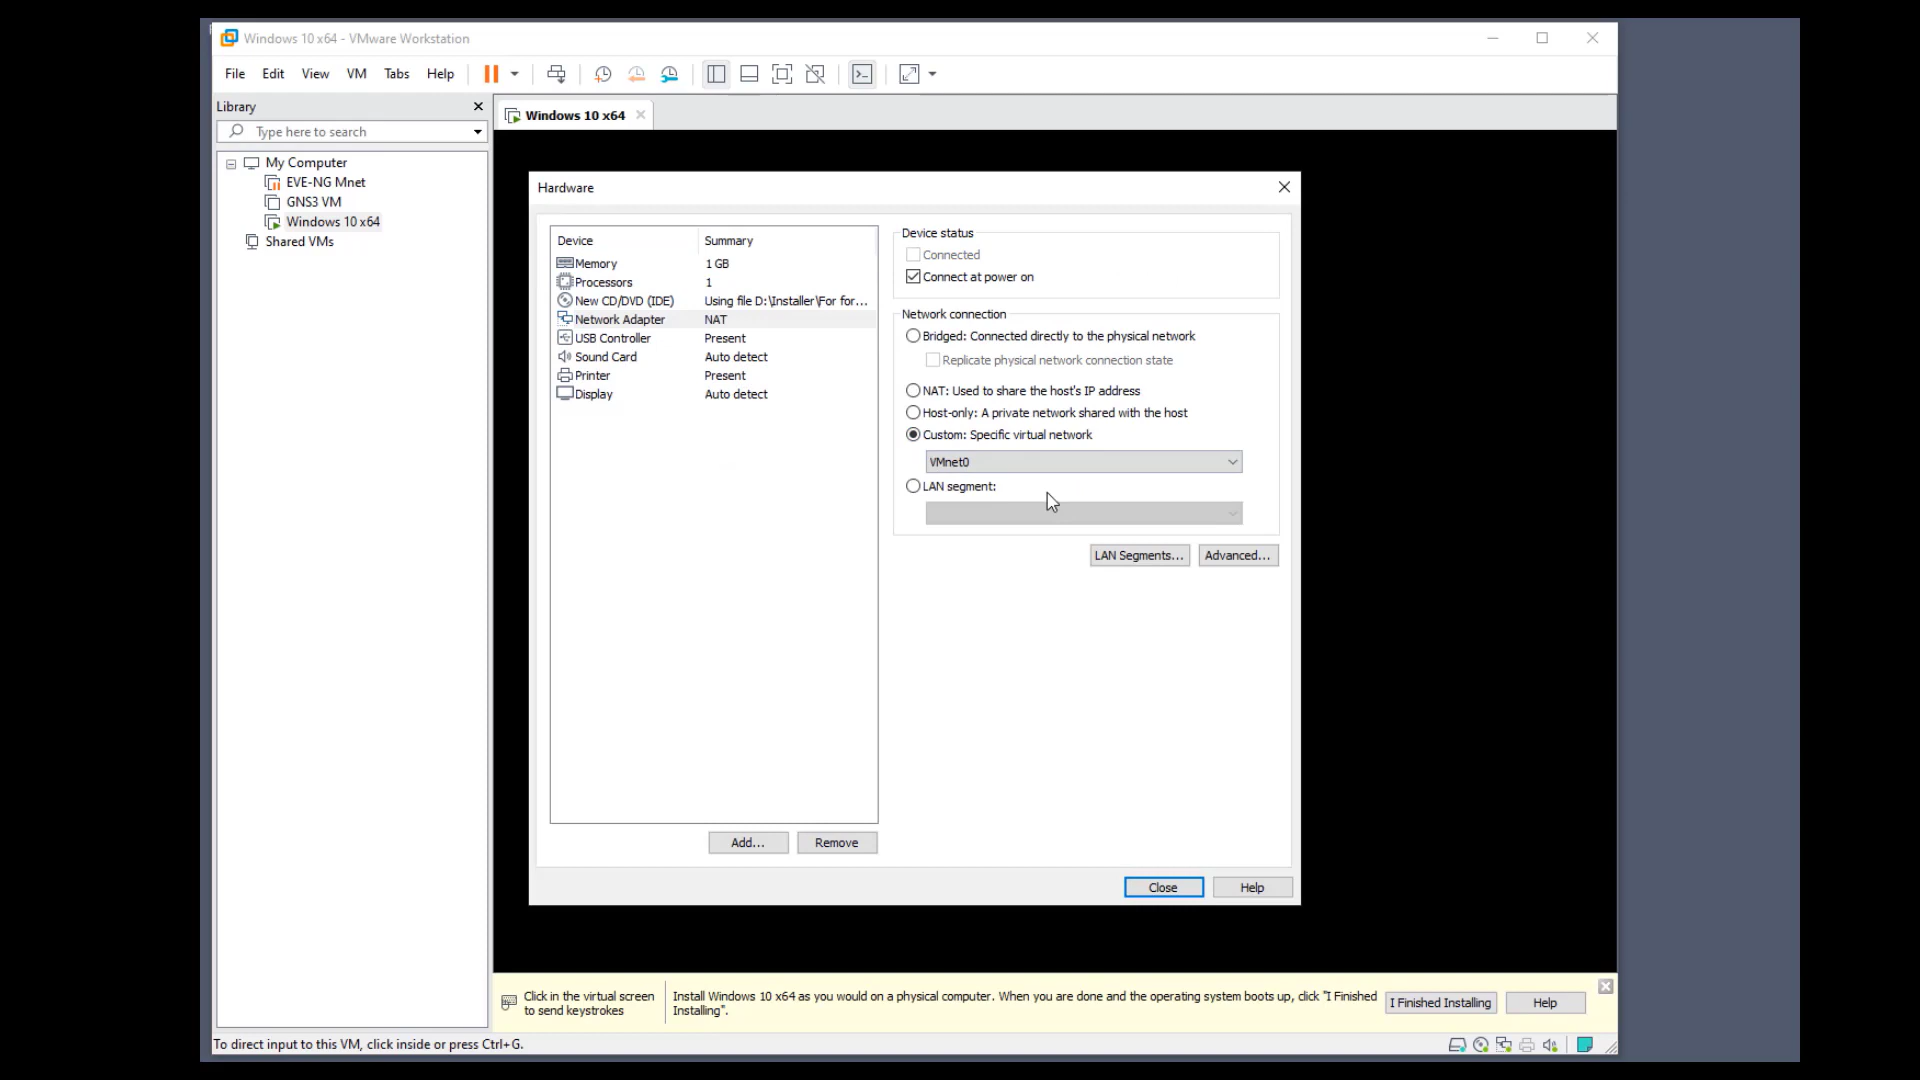 Windows 10 x64 - VMware Workstation
File Edit View VM Tabs Help
Library
Type here to search
My Computer
EVE-NG Mnet
GNS3 VM
Windows 10 x64
Shared VMs
Windows 10 x64
Hardware
Device Summary
Memory 1 GB
Processors 1
New CD/DVD (IDE) Using file D:\Installer\For for...
Network Adapter NAT
USB Controller Present
Sound Card Auto detect
Printer Present
Display Auto detect
Add... Remove
Device status
Connected
Connect at power on
Network connection
Bridged: Connected directly to the physical network
Replicate physical network connection state
NAT: Used to share the host's IP address
Host-only: A private network shared with the host
Custom: Specific virtual network
VMnet0
LAN segment:
LAN Segments... Advanced...
Close Help
Click in the virtual screen
to send keystrokes
Install Windows 10 x64 as you would on a physical computer. When you are done and the operating system boots up, click "I Finished
Installing".
I Finished Installing Help
To direct input to this VM, click inside or press Ctrl+G.